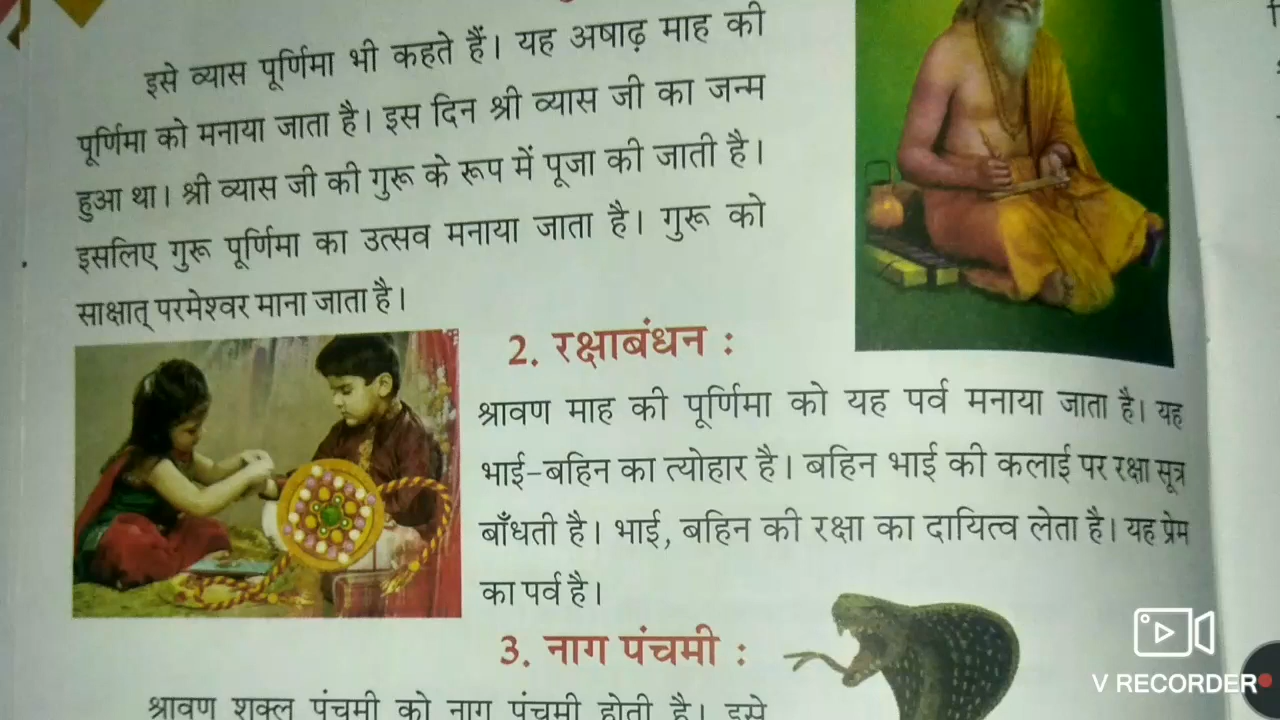 इसे व्यास पूर्णिमा भी कहते हैं। यह अषाढ़ माह की
पूर्णिमा को मनाया जाता है। इस दिन श्री व्यास जी का जन्म
हुआ था। श्री व्यास जी की गुरू के रूप में पूजा की जाती है।
इसलिए गुरू पूर्णिमा का उत्सव मनाया जाता है। गुरू को
साक्षात् परमेश्वर माना जाता है।
2. रक्षाबंधन :
श्रावण माह की पूर्णिमा को यह पर्व मनाया जाता है। यह
भाई-बहिन का त्योहार है। बहिन भाई की कलाई पर रक्षा सूत्र
बाँधती है। भाई, बहिन की रक्षा का दायित्व लेता है। यह प्रेम
का पर्व है।
3. नाग पंचमी :
श्रावण शुक्ल पंचमी को नाग पंचमी होती है। इसे
V RECORDER